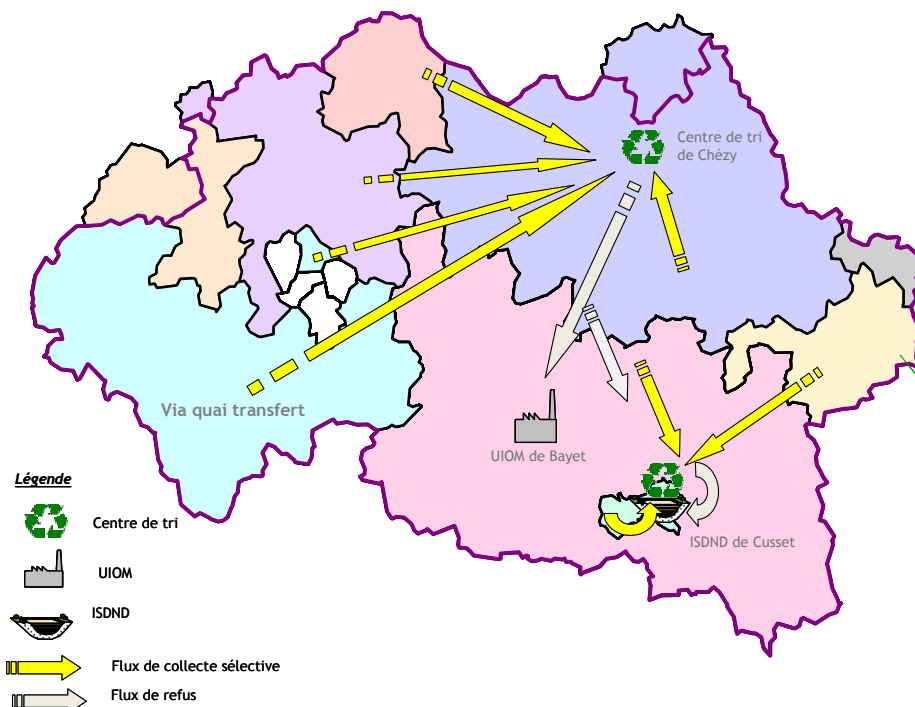 Centre de tri
de Chézy
Via quai transfert
UIOM de Bayet
ISDND de Cusset
Légende
Centre de tri
UIOM
ISDND
Flux de collecte sélective
Flux de refus